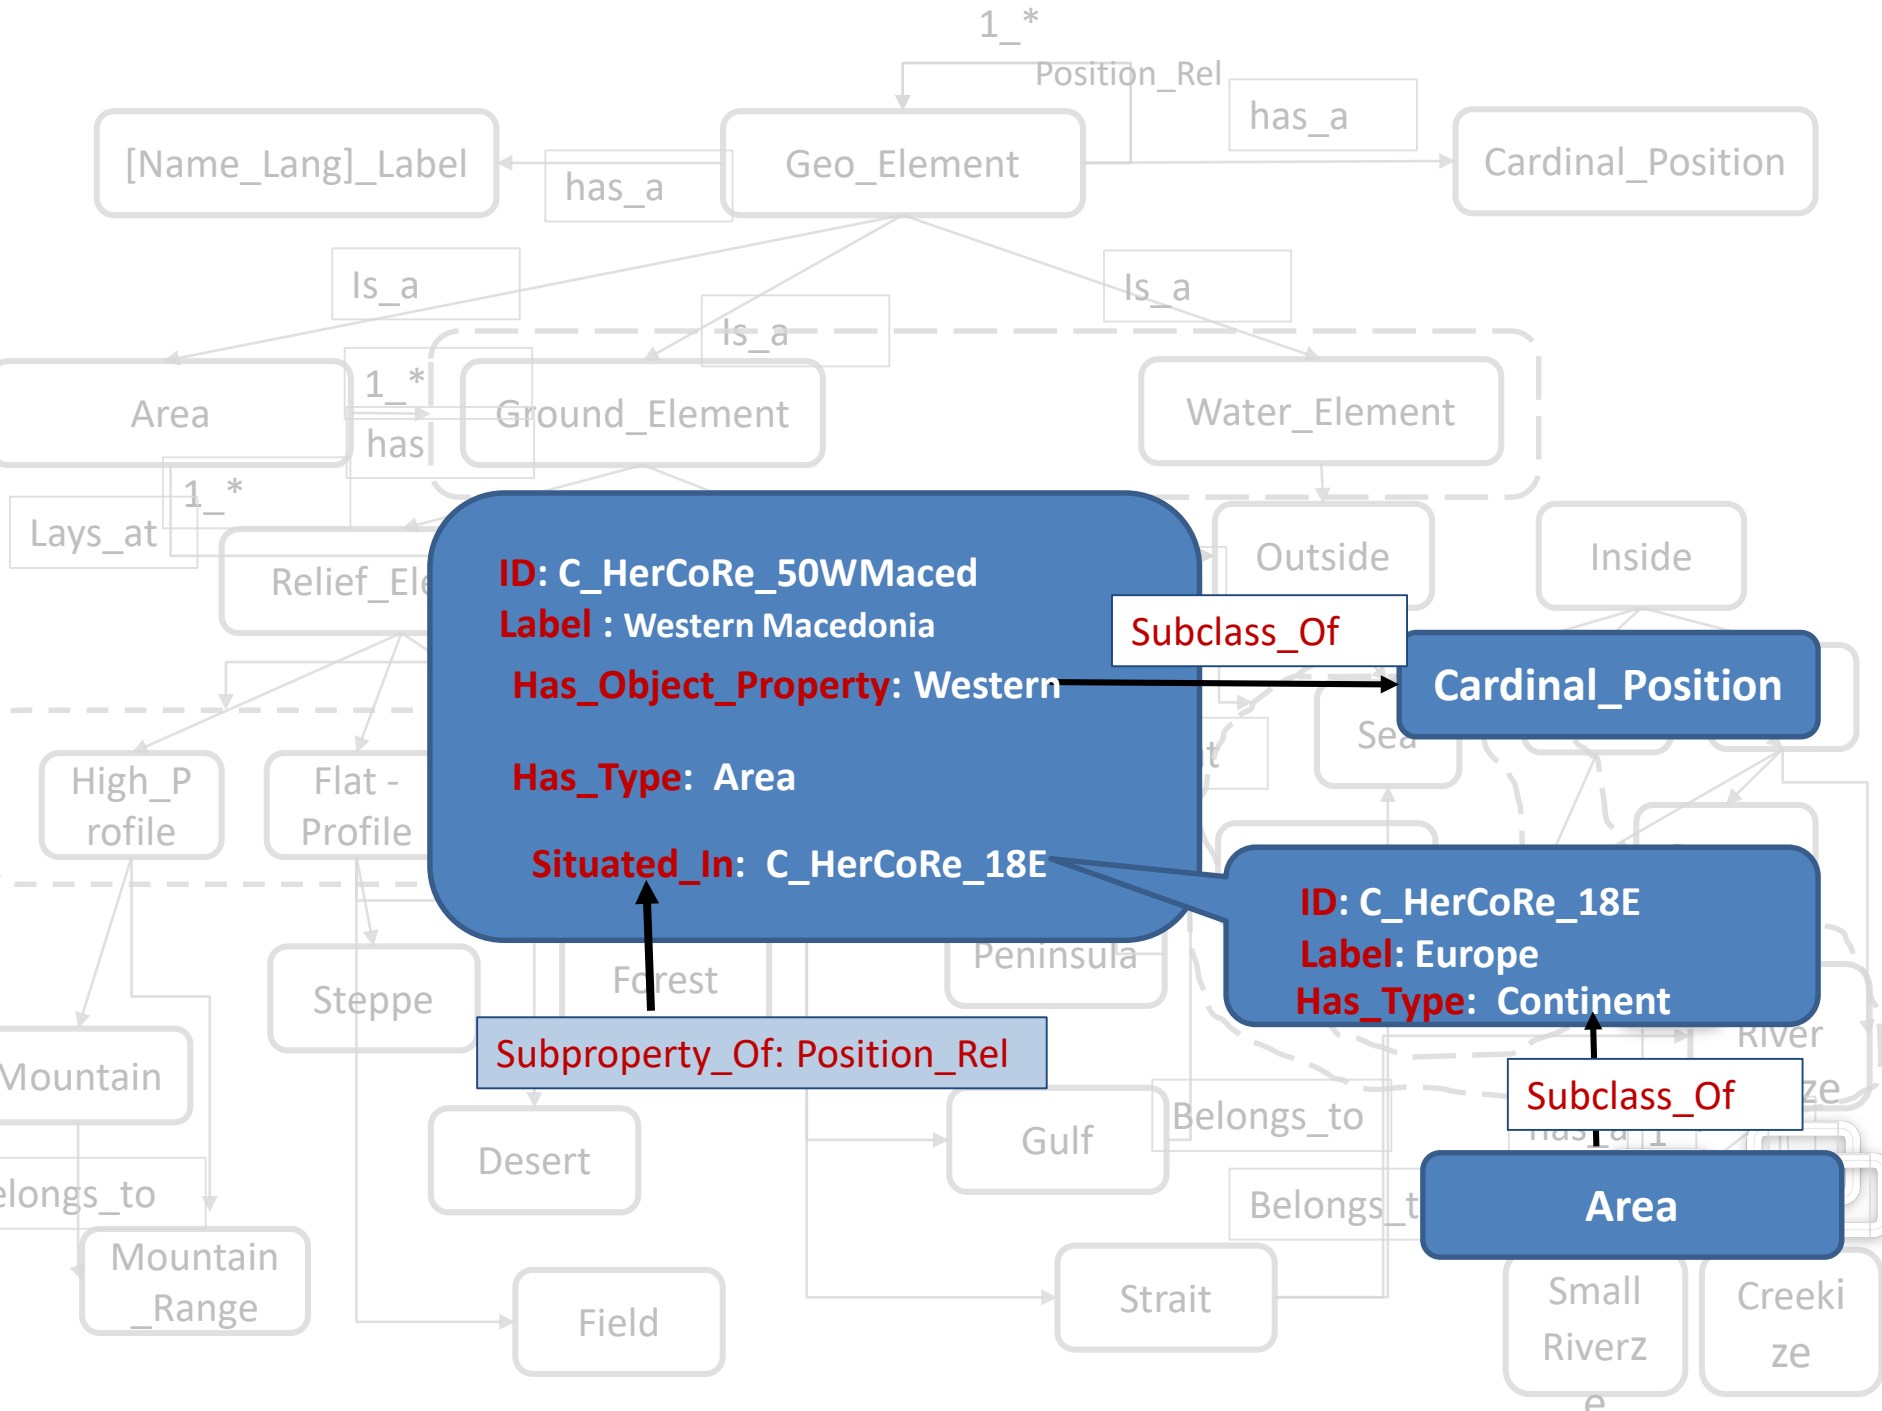 1_*
Position_Rel
has_a
[Name_Lang]_Label
has_a
Geo_Element
Cardinal_Position
Is_a
Is_a
Is_a
Area
1_*
has
Ground_Element
Water_Element
1_*
Lays_at
Relief_Ele
Outside
Inside
ID: C_HerCoRe_50WMaced
Label : Western Macedonia
Has_Object_Property: Western
Has_Type: Area
Situated_In: C_HerCoRe_18E
Subclass_Of
Cardinal_Position
Sea
High_P
rofile
Flat -
Profile
ID: C_HerCoRe_18E
Label: Europe
Has_Type: Continent
Steppe
Forest
Peninsula
Subproperty_Of: Position_Rel
River
ze
Subclass_Of
has_a 1
Mountain
Desert
Gulf
Belongs_to
elongs_to
Belongs_t
Area
Mountain
_Range
Field
Strait
Small
Riverz
e
Creeki
ze